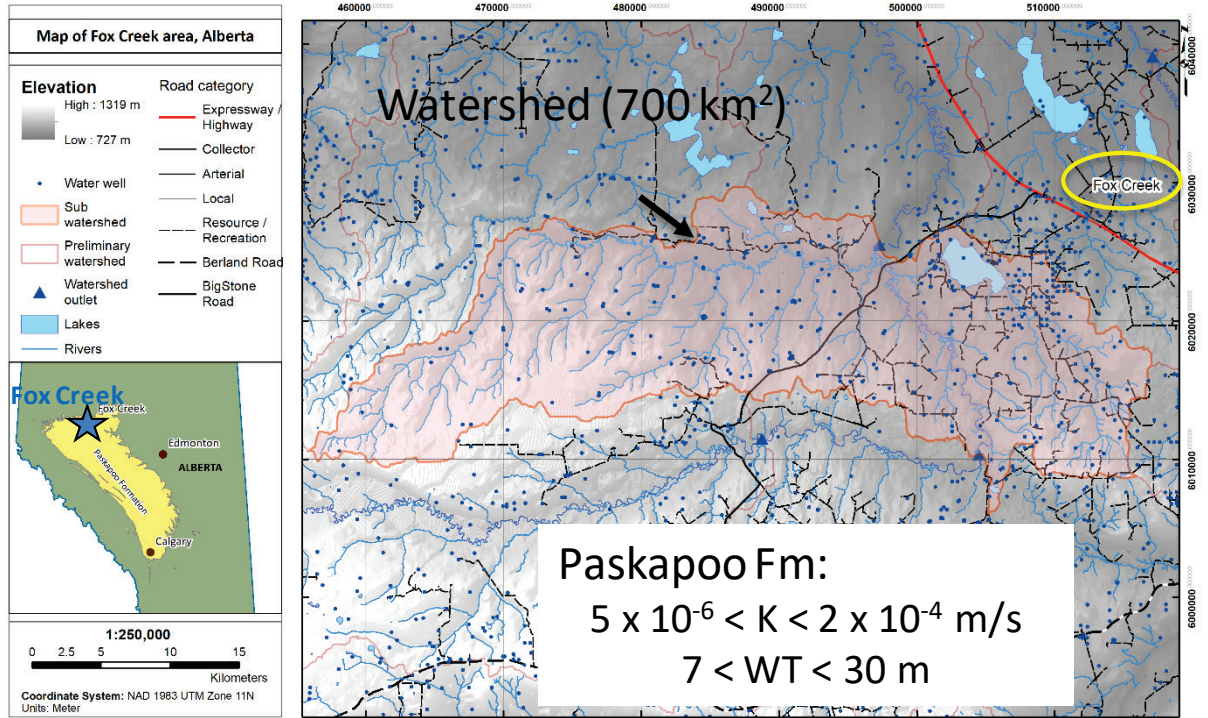 Map of Fox Creek area, Alberta
Elevation
High : 1319 m
Low : 727 m
Water well
Sub
watershed
Preliminary
watershed
Watershed
outlet
Lakes
Rivers
Road category
Expressway /
Highway
Collector
Arterial
Local
Resource /
Recreation
Berland Road
BigStone
Road
Fox Creek
Fox Creek
Edmonton
ALBERTA
Paskapoo Formation
Calgary
1:250,000
0 2.5 5 10 15
Kilometers
Coordinate System: NAD 1983 UTM Zone 11N
Units: Meter
460000 470000 480000 490000 500000 510000
Watershed (700 km²)
Fox Creek
6040000
6030000
6020000
6010000
6000000
Paskapoo Fm:
5 x 10⁻⁶ < K < 2 x 10⁻⁴ m/s
7 < WT < 30 m